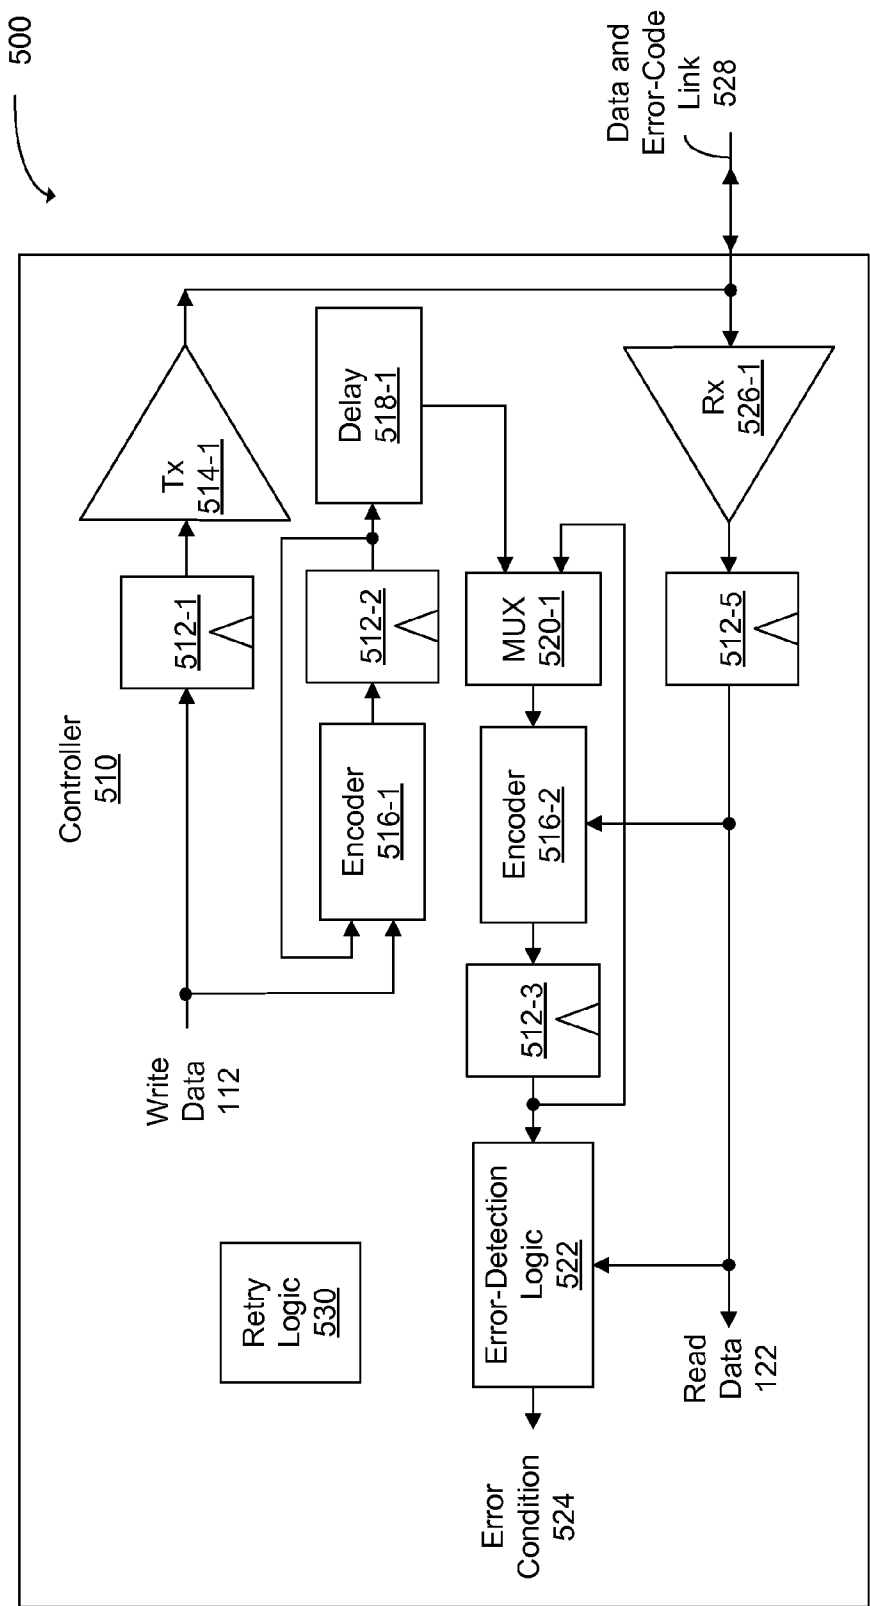 500
Controller
510
Write
Data
112
512-1
Tx
514-1
Encoder
516-1
512-2
Delay
518-1
Retry
Logic
530
Error
Condition
524
Error-Detection
Logic
522
512-3
Encoder
516-2
MUX
520-1
Read
Data
122
512-5
Rx
526-1
Data and
Error-Code
Link
528